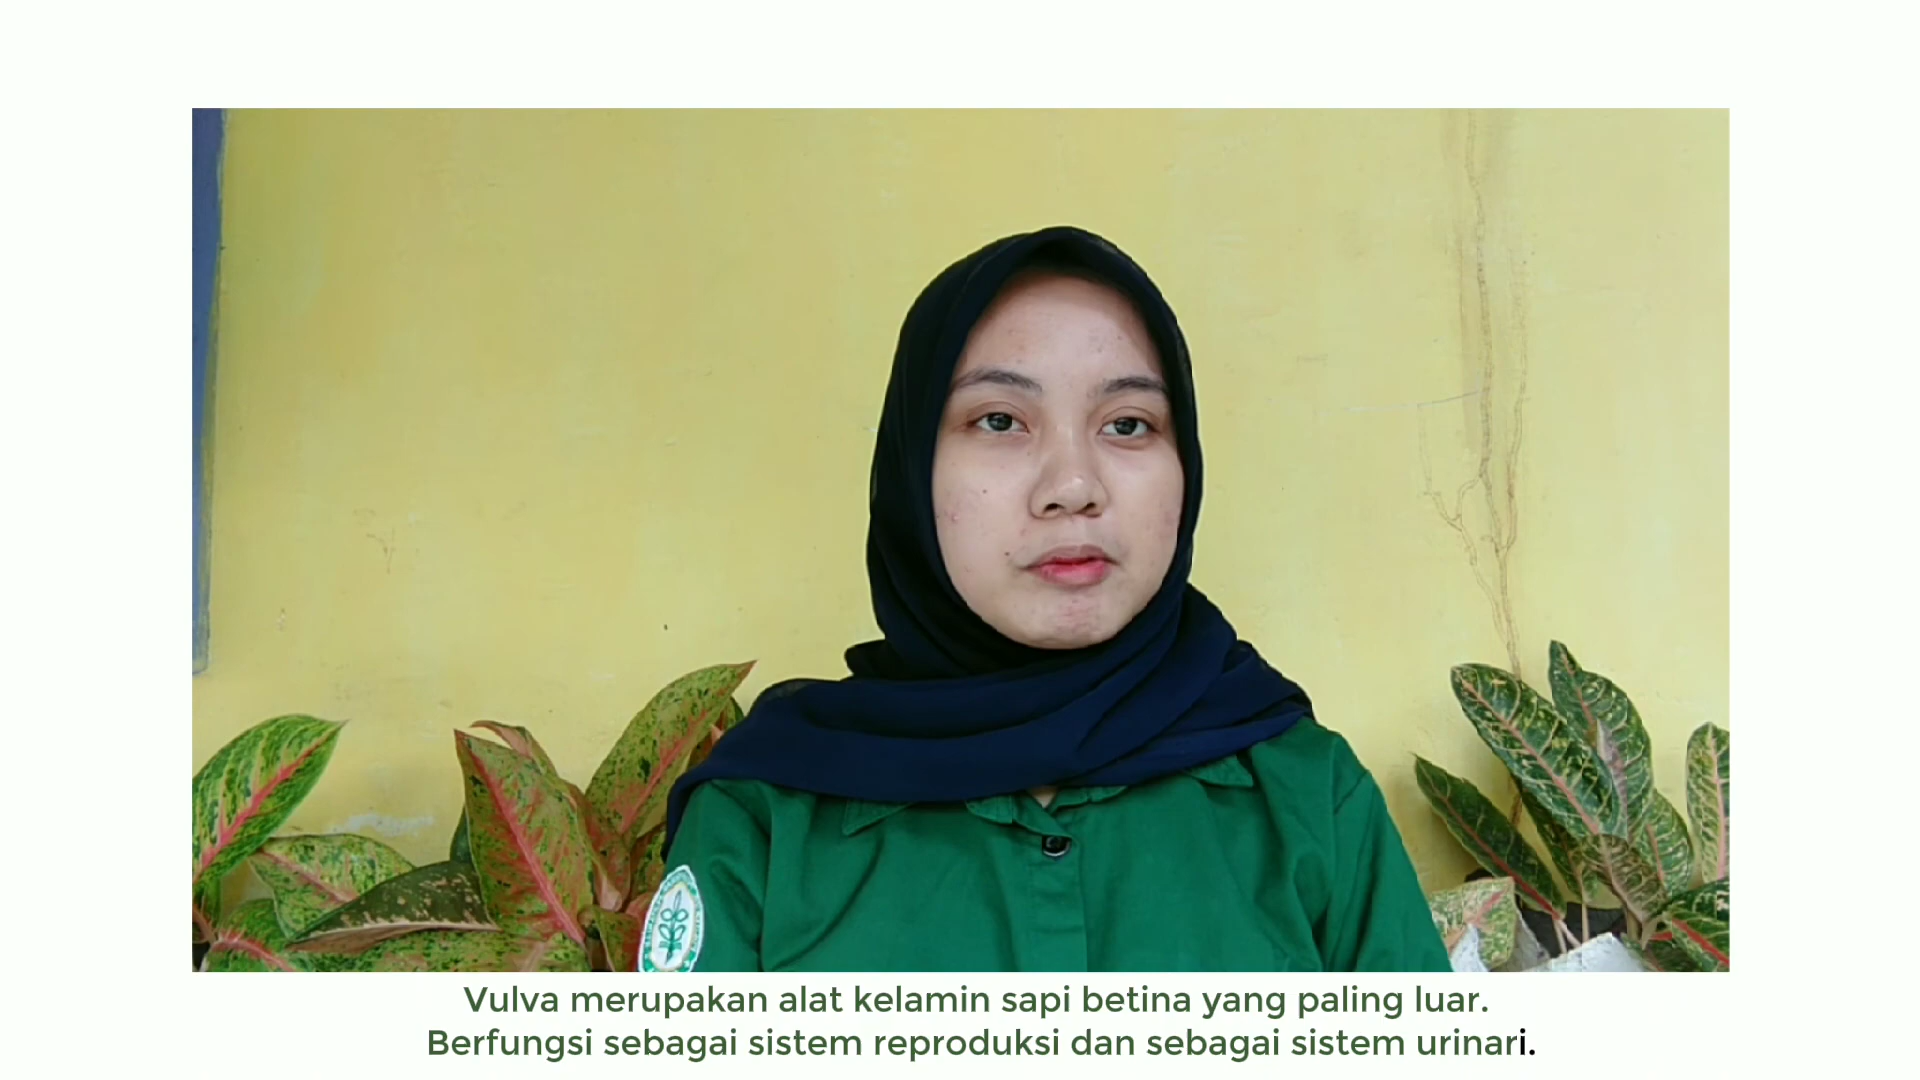 Vulva merupakan alat kelamin sapi betina yang paling luar.
Berfungsi sebagai sistem reproduksi dan sebagai sistem urinari.